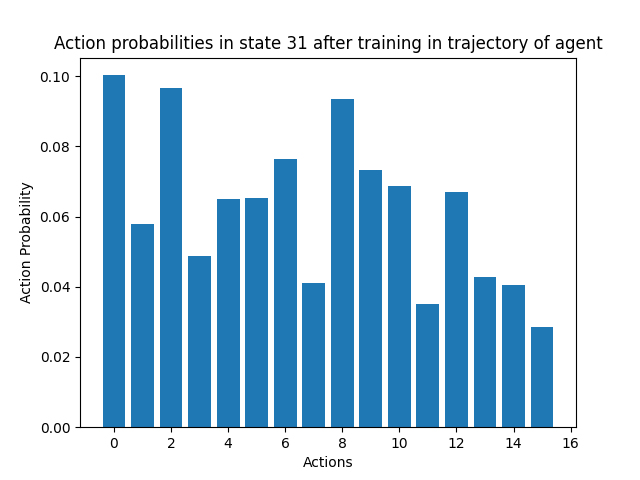 Action probabilities in state 31 after training in trajectory of agent
0.10
0.08
0.06
0.04
0.02
0.00
Action Probability
0 2 4 6 8 10 12 14 16
Actions